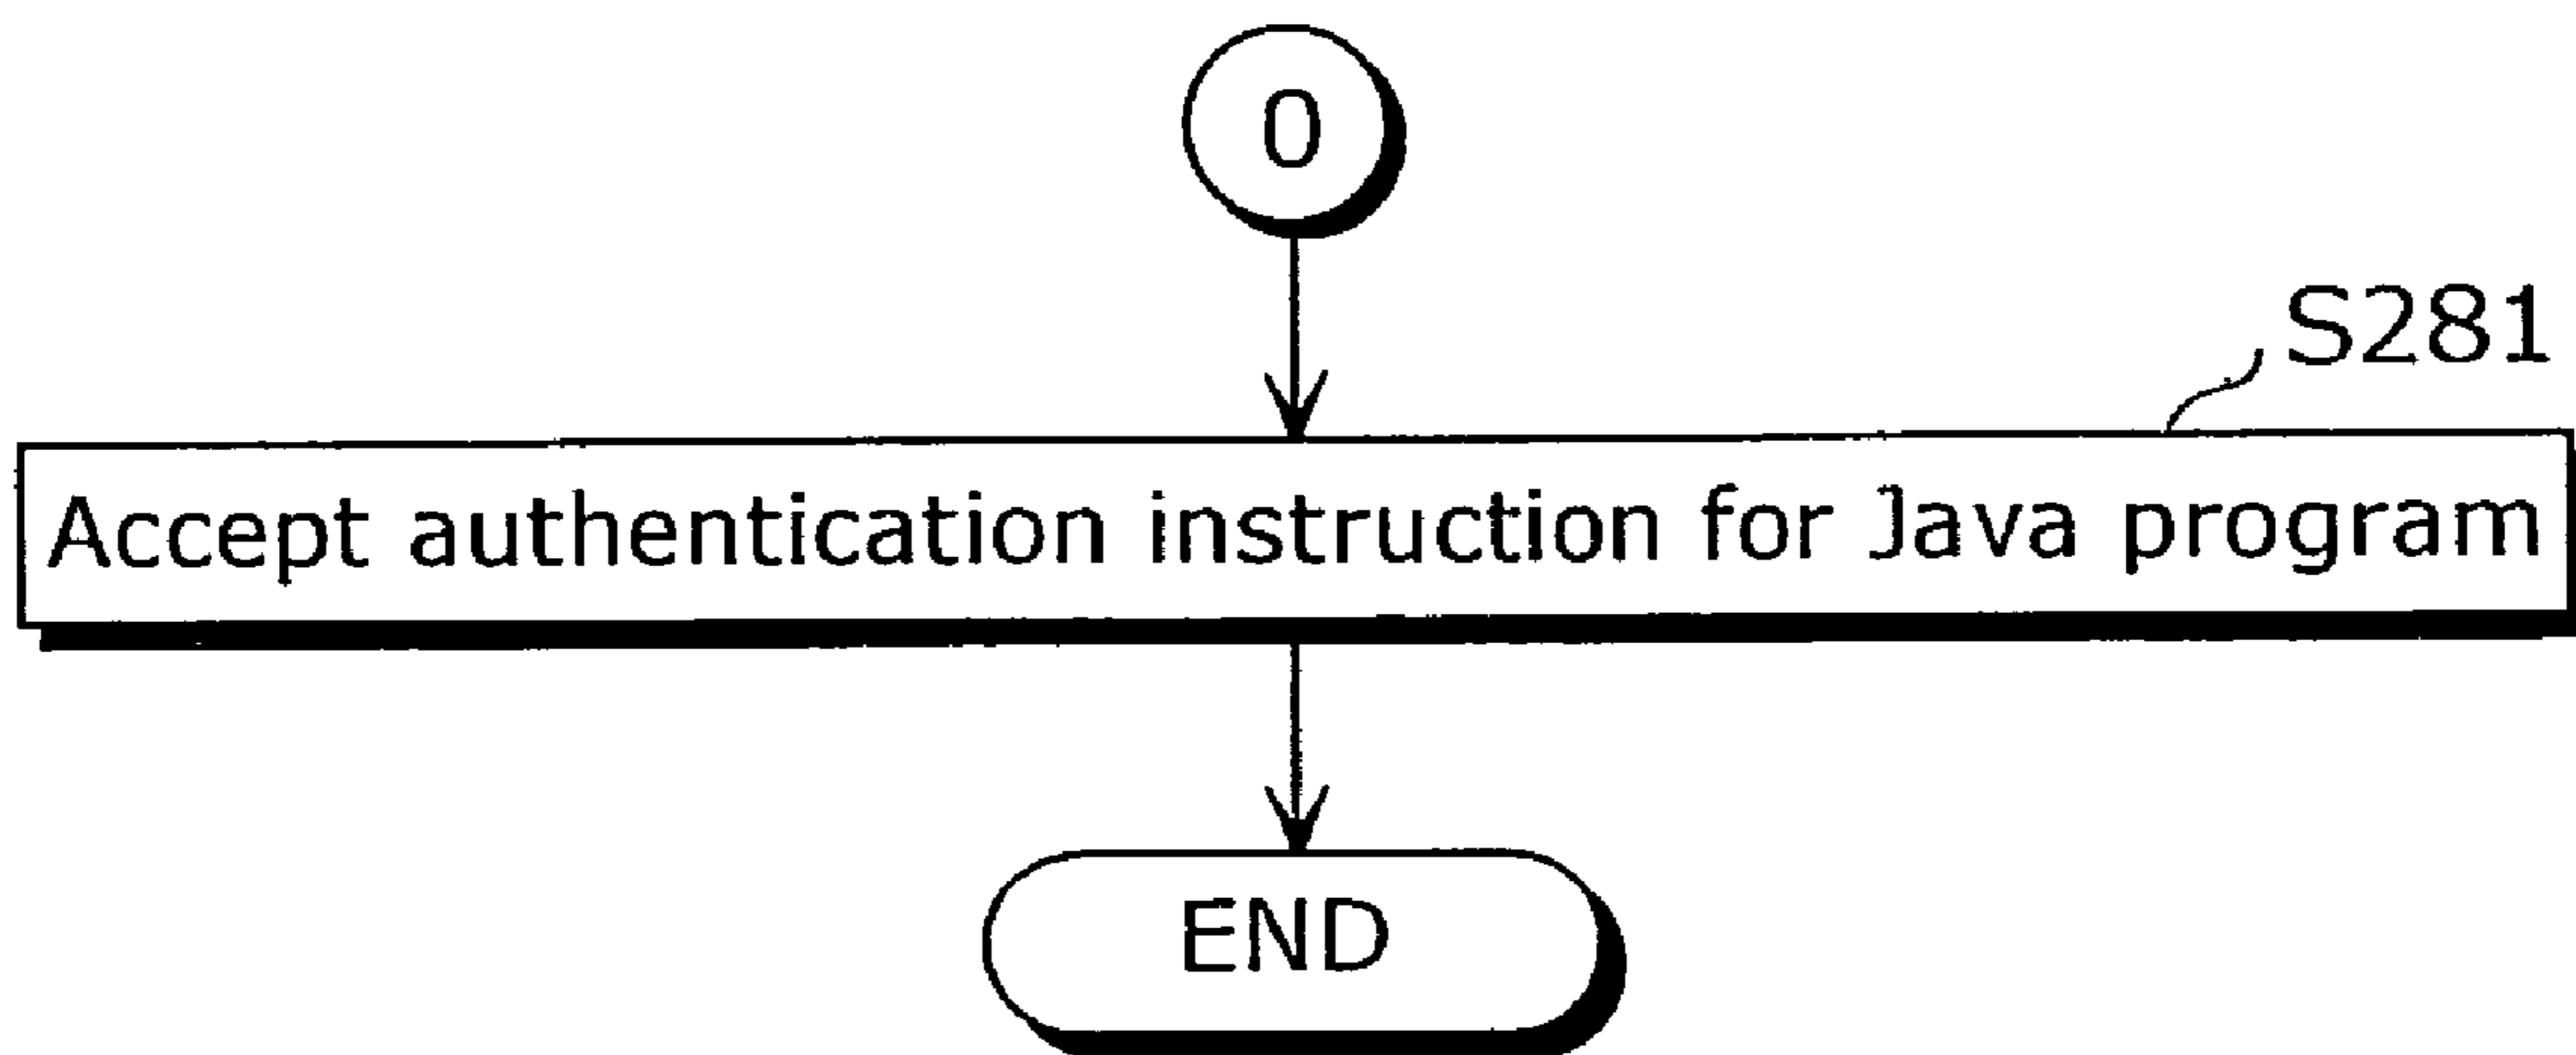 0
S281
Accept authentication instruction for Java program
END